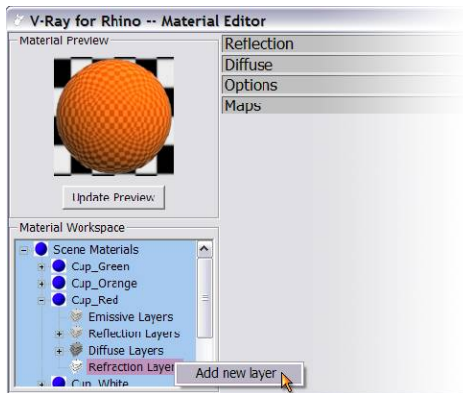 V-Ray for Rhino -- Material Editor
Material Preview
Update Preview
Reflection
Diffuse
Options
Maps
Material Workspace
Scene Materials
Cup_Green
Cup_Orange
Cup_Red
Emissive Layers
Reflection Layers
Diffuse Layers
Refraction Layer
Add new layer
Cup_White